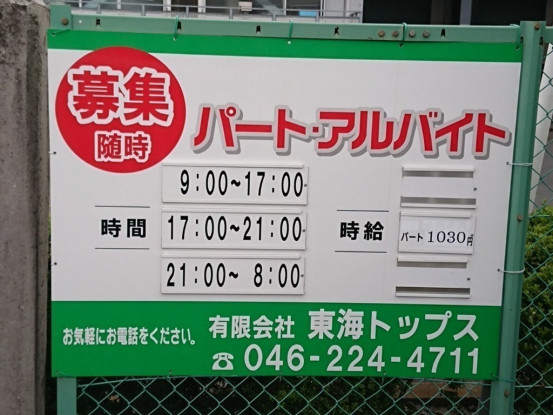 募集
随時
パート・アルバイト
9:00~17:00
時間 17:00~21:00
21:00~ 8:00
時給
パート 1030円
お気軽にお電話をください。
有限会社 東海トップス
☎ 046-224-4711